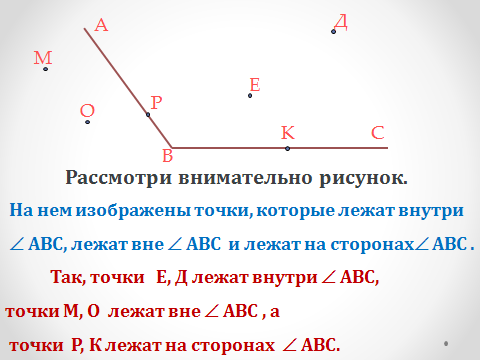 А
Д
М
Е
О
Р
К
С
В
Рассмотри внимательно рисунок.
На нем изображены точки, которые лежат внутри
∠ АВС, лежат вне ∠ АВС и лежат на сторонах∠ АВС .
Так, точки Е, Д лежат внутри ∠ АВС,
точки М, О лежат вне ∠ АВС , а
точки Р, К лежат на сторонах ∠ АВС.